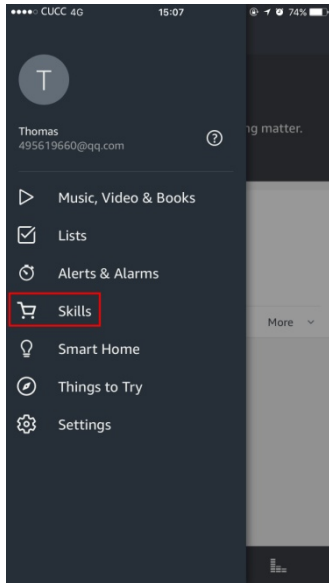 CUCC 4G 15:07 74%
T
Thomas
495619660@qq.com
ng matter.
Music, Video & Books
Lists
Alerts & Alarms
Skills
More
Smart Home
Things to Try
Settings